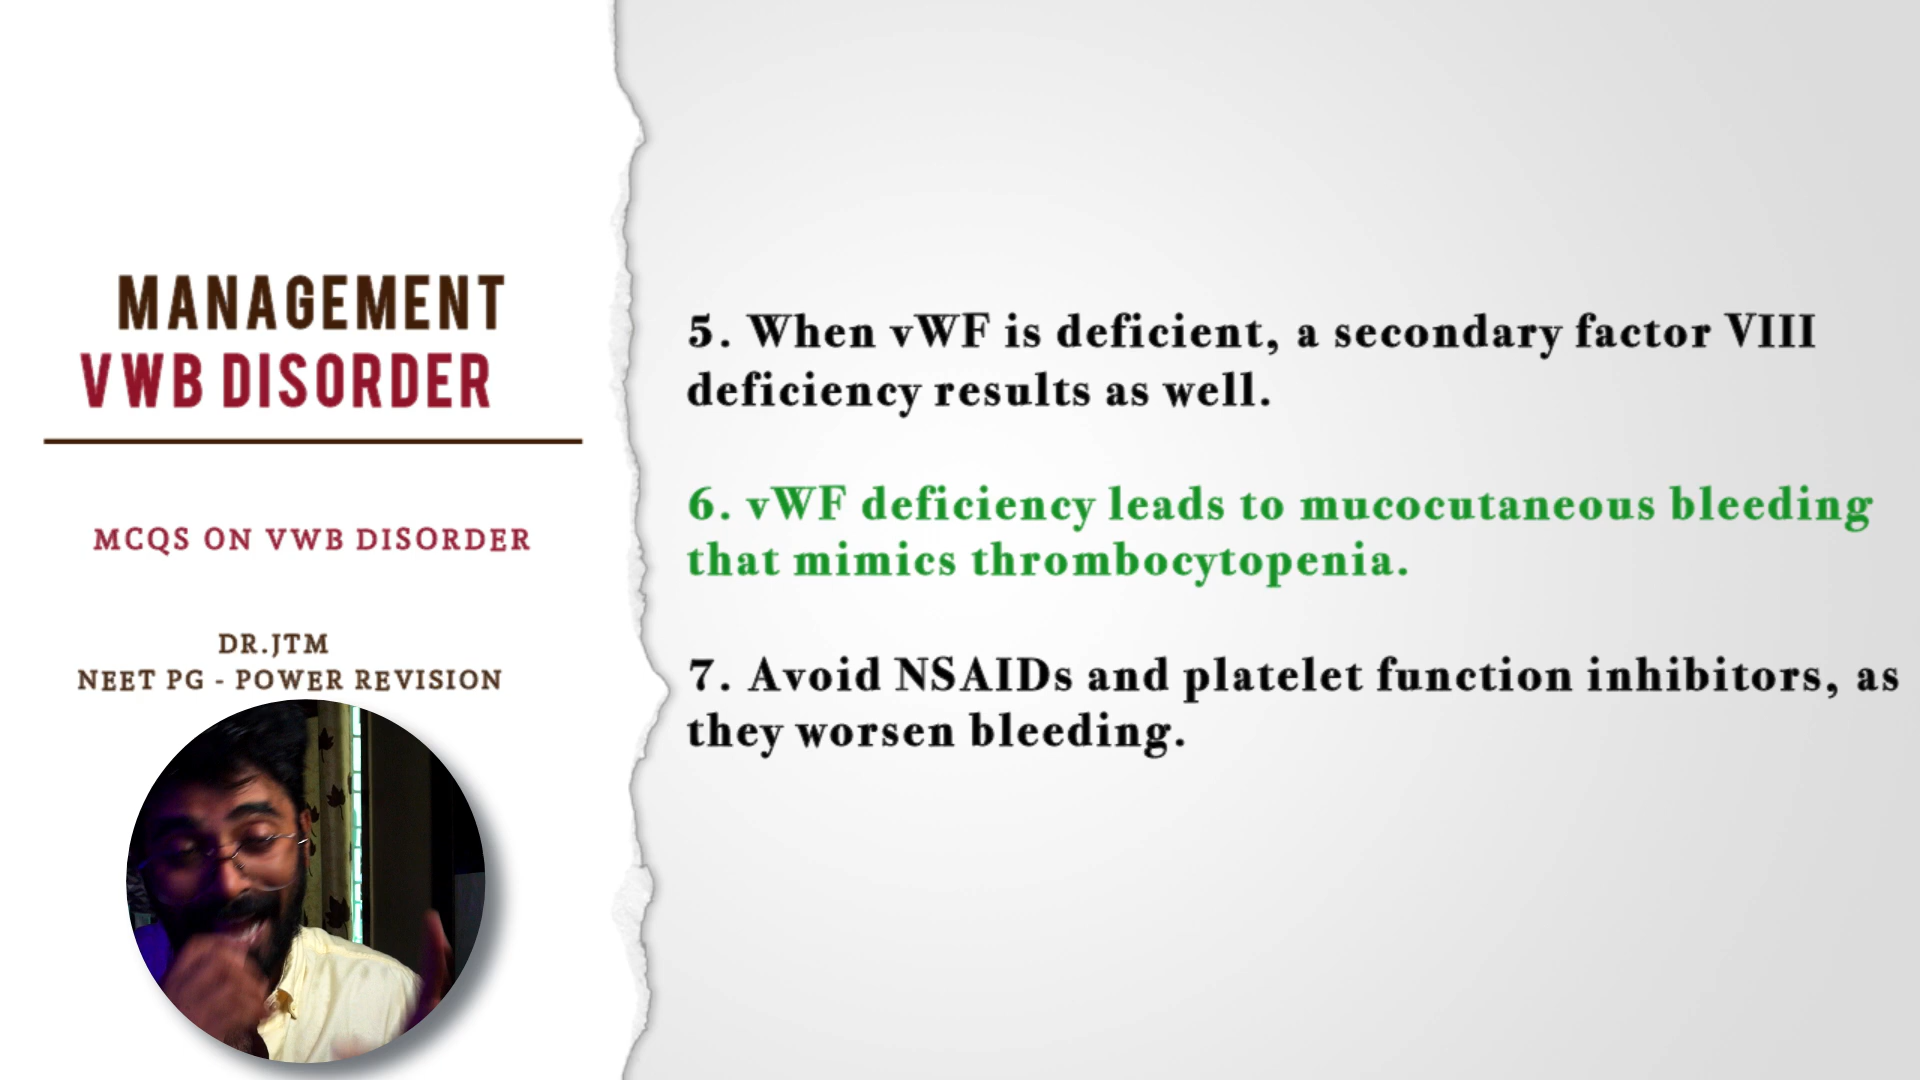 MANAGEMENT
VWB DISORDER
MCQS ON VWB DISORDER
DR.JTM
NEET PG - POWER REVISION
5. When vWF is deficient, a secondary factor VIII
deficiency results as well.
6. vWF deficiency leads to mucocutaneous bleeding
that mimics thrombocytopenia.
7. Avoid NSAIDs and platelet function inhibitors, as
they worsen bleeding.